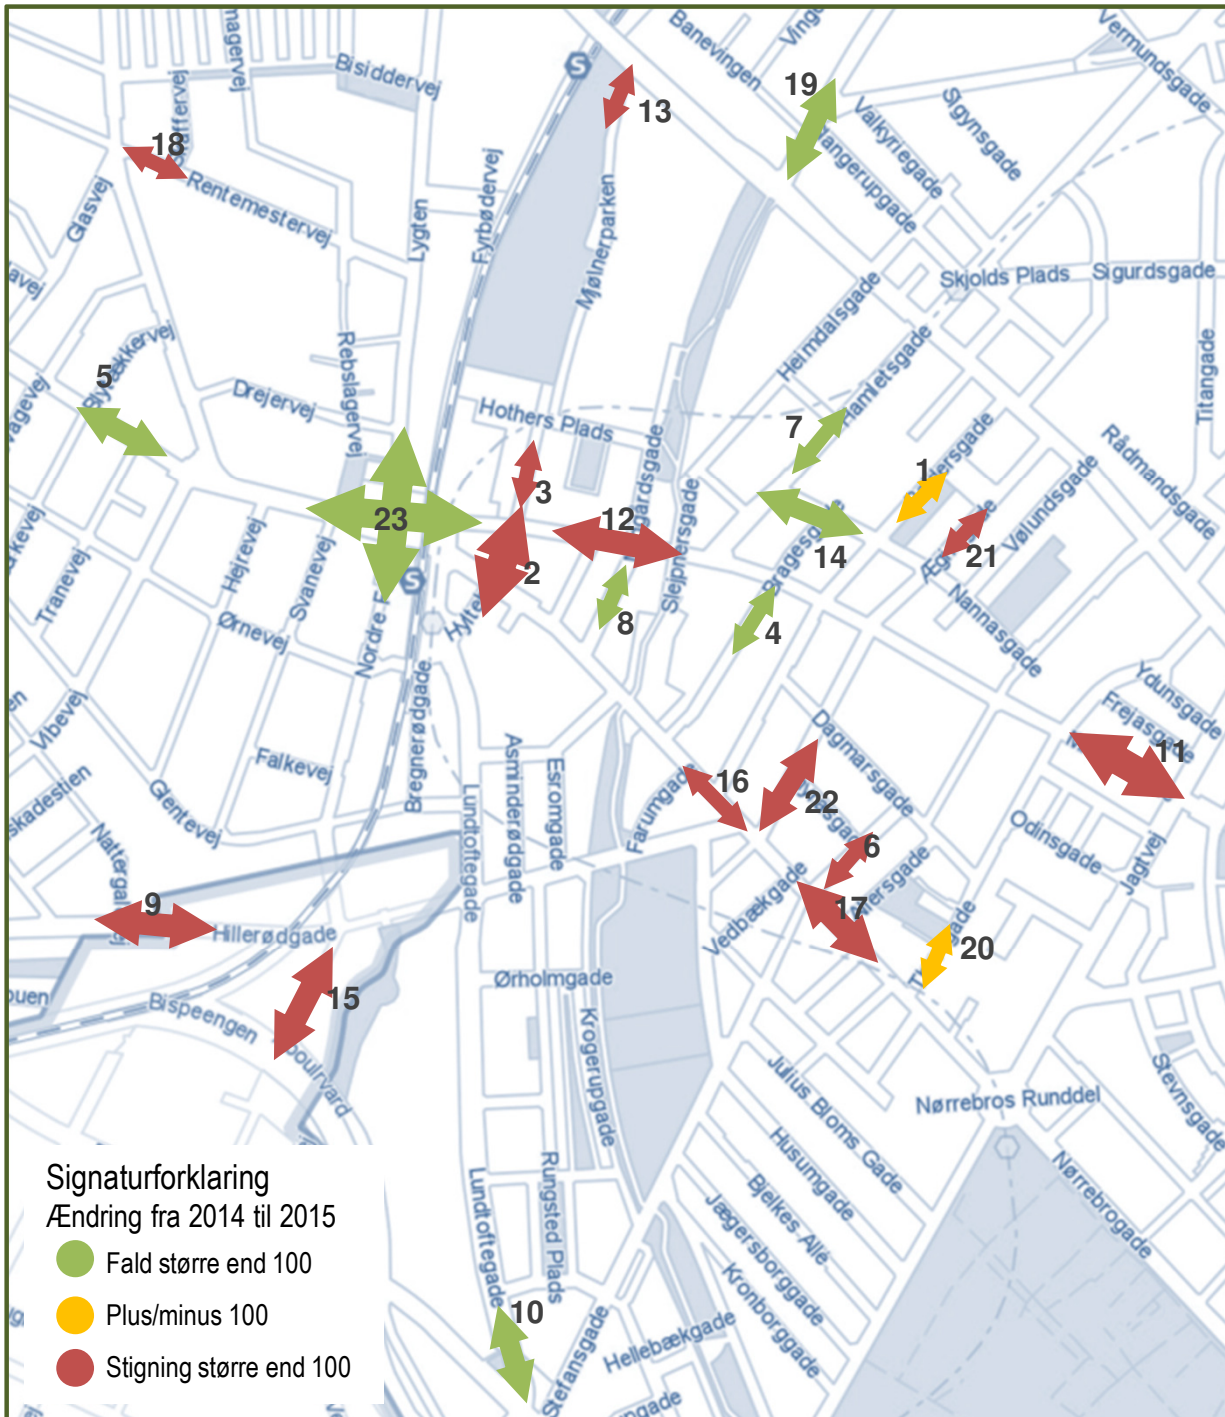 Banevingen
Vermundsgade
Bisiddervej
S
19
13
Valkyriegade
Sigynsgade
18
Rentemestervej
Glasvej
Lygten
Fyrbødervej
Mjølnerparken
Skjolds Plads
Sigurdsgade
Heimdalsgade
Titangade
Rebslagervej
5
Drejervej
Hothers Plads
7
1
Rådmandsgade
3
Vølundsgade
23
12
14
21
2
Hejrevej
Svanevej
Tranevej
Slejpnersgade
S
8
4
Nannasgade
Ørnevej
Ydunsgade
Frejasgade
Vibevej
Falkevej
Glentevej
Bregnerødgade
Asminderødgade
Esromgade
Dagmarsgade
11
16
22
Lundtoftegade
Farumgade
6
Odinsgade
Jagtvej
9
Hillerødgade
Vedbækgade
17
20
15
Bispeengen
Ørholmgade
Krogerupgade
Julius Bloms Gade
Stevnsgade
Nørrebros Runddel
Husumgade
Bjelkes Allé
Nørrebrogade
Jægersborggade
Kronborggade
Lundtoftegade
Rungsted Plads
10
Stefansgade
Hellebækgade
Signaturforklaring
Ændring fra 2014 til 2015
Fald større end 100
Plus/minus 100
Stigning større end 100